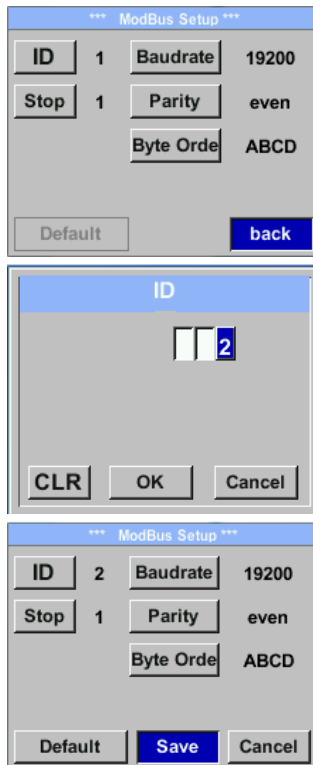 *** ModBus Setup ***
ID 1 Baudrate 19200
Stop 1 Parity even
Byte Orde ABCD
Default back
ID
2
CLR OK Cancel
*** ModBus Setup ***
ID 2 Baudrate 19200
Stop 1 Parity even
Byte Orde ABCD
Default Save Cancel